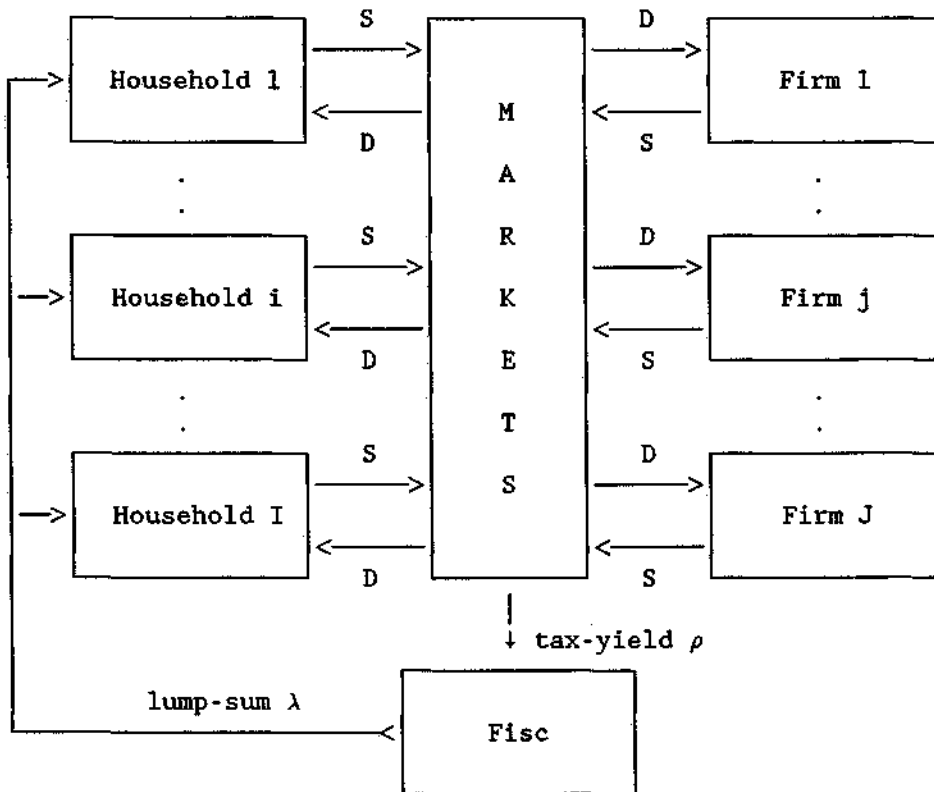 S
D
Household 1
Firm 1
D
S
M
A
R
K
E
T
S
S
D
Household i
Firm j
D
S
S
D
Household I
Firm J
D
S
tax-yield ρ
lump-sum λ
Fisc